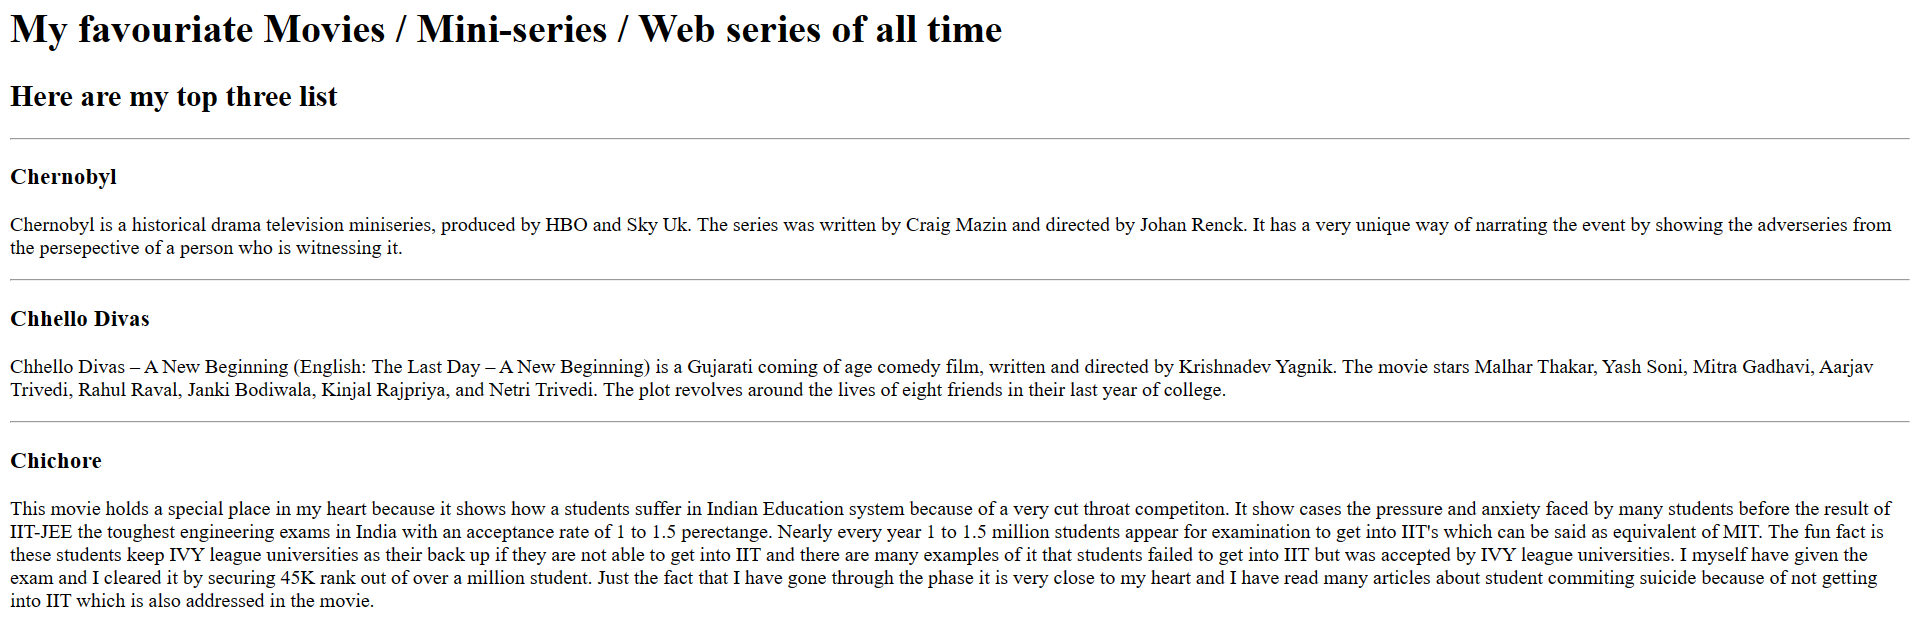 My favouriate Movies / Mini-series / Web series of all time
Here are my top three list
Chernobyl
Chernobyl is a historical drama television miniseries, produced by HBO and Sky Uk. The series was written by Craig Mazin and directed by Johan Renck. It has a very unique way of narrating the event by showing the adverseries from
the persepective of a person who is witnessing it.
Chhello Divas
Chhello Divas – A New Beginning (English: The Last Day – A New Beginning) is a Gujarati coming of age comedy film, written and directed by Krishnadev Yagnik. The movie stars Malhar Thakar, Yash Soni, Mitra Gadhavi, Aarjav
Trivedi, Rahul Raval, Janki Bodiwala, Kinjal Rajpriya, and Netri Trivedi. The plot revolves around the lives of eight friends in their last year of college.
Chichore
This movie holds a special place in my heart because it shows how a students suffer in Indian Education system because of a very cut throat competiton. It show cases the pressure and anxiety faced by many students before the result of
IIT-JEE the toughest engineering exams in India with an acceptance rate of 1 to 1.5 perectange. Nearly every year 1 to 1.5 million students appear for examination to get into IIT's which can be said as equivalent of MIT. The fun fact is
these students keep IVY league universities as their back up if they are not able to get into IIT and there are many examples of it that students failed to get into IIT but was accepted by IVY league universities. I myself have given the
exam and I cleared it by securing 45K rank out of over a million student. Just the fact that I have gone through the phase it is very close to my heart and I have read many articles about student commiting suicide because of not getting
into IIT which is also addressed in the movie.